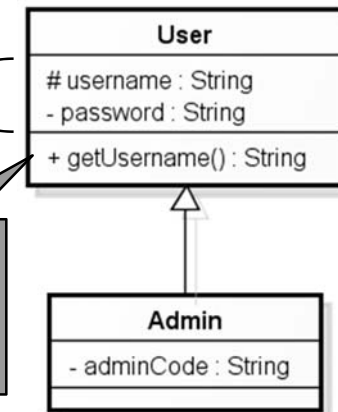 User
# username : String
- password : String
+ getUsername() : String
Admin
- adminCode : String